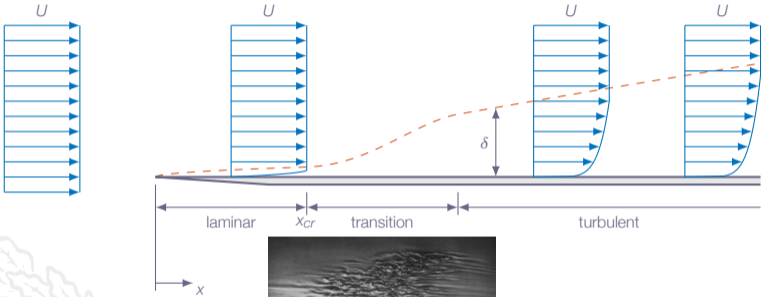 U U U U
δ
laminar x_cr transition turbulent
x